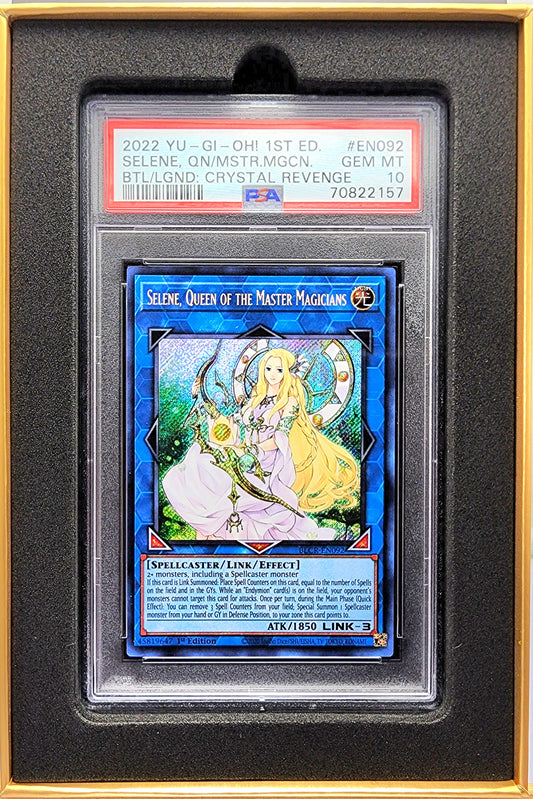 2022 YU-GI-OH! 1ST ED. #EN092
SELENE, QN/MSTR.MGCN. GEM MT
BTL/LGND: CRYSTAL REVENGE 10
PSA 70822157
SELENE, QUEEN OF THE MASTER MAGICIANS 光
BLCR-EN092
[SPELLCASTER/LINK/EFFECT]
2+ monsters, including a Spellcaster monster
If this card is Link Summoned: Place Spell Counters on this card, equal to the number of Spells
on the field and in the GYs. While an "Endymion" card(s) is on the field, your opponent's
monsters cannot target this card for attacks. Once per turn, during the Main Phase (Quick
Effect): You can remove 3 Spell Counters from your field; Special Summon 1 Spellcaster
monster from your hand or GY in Defense Position, to your zone this card points to.
ATK/1850 LINK-3
45819647 1st Edition